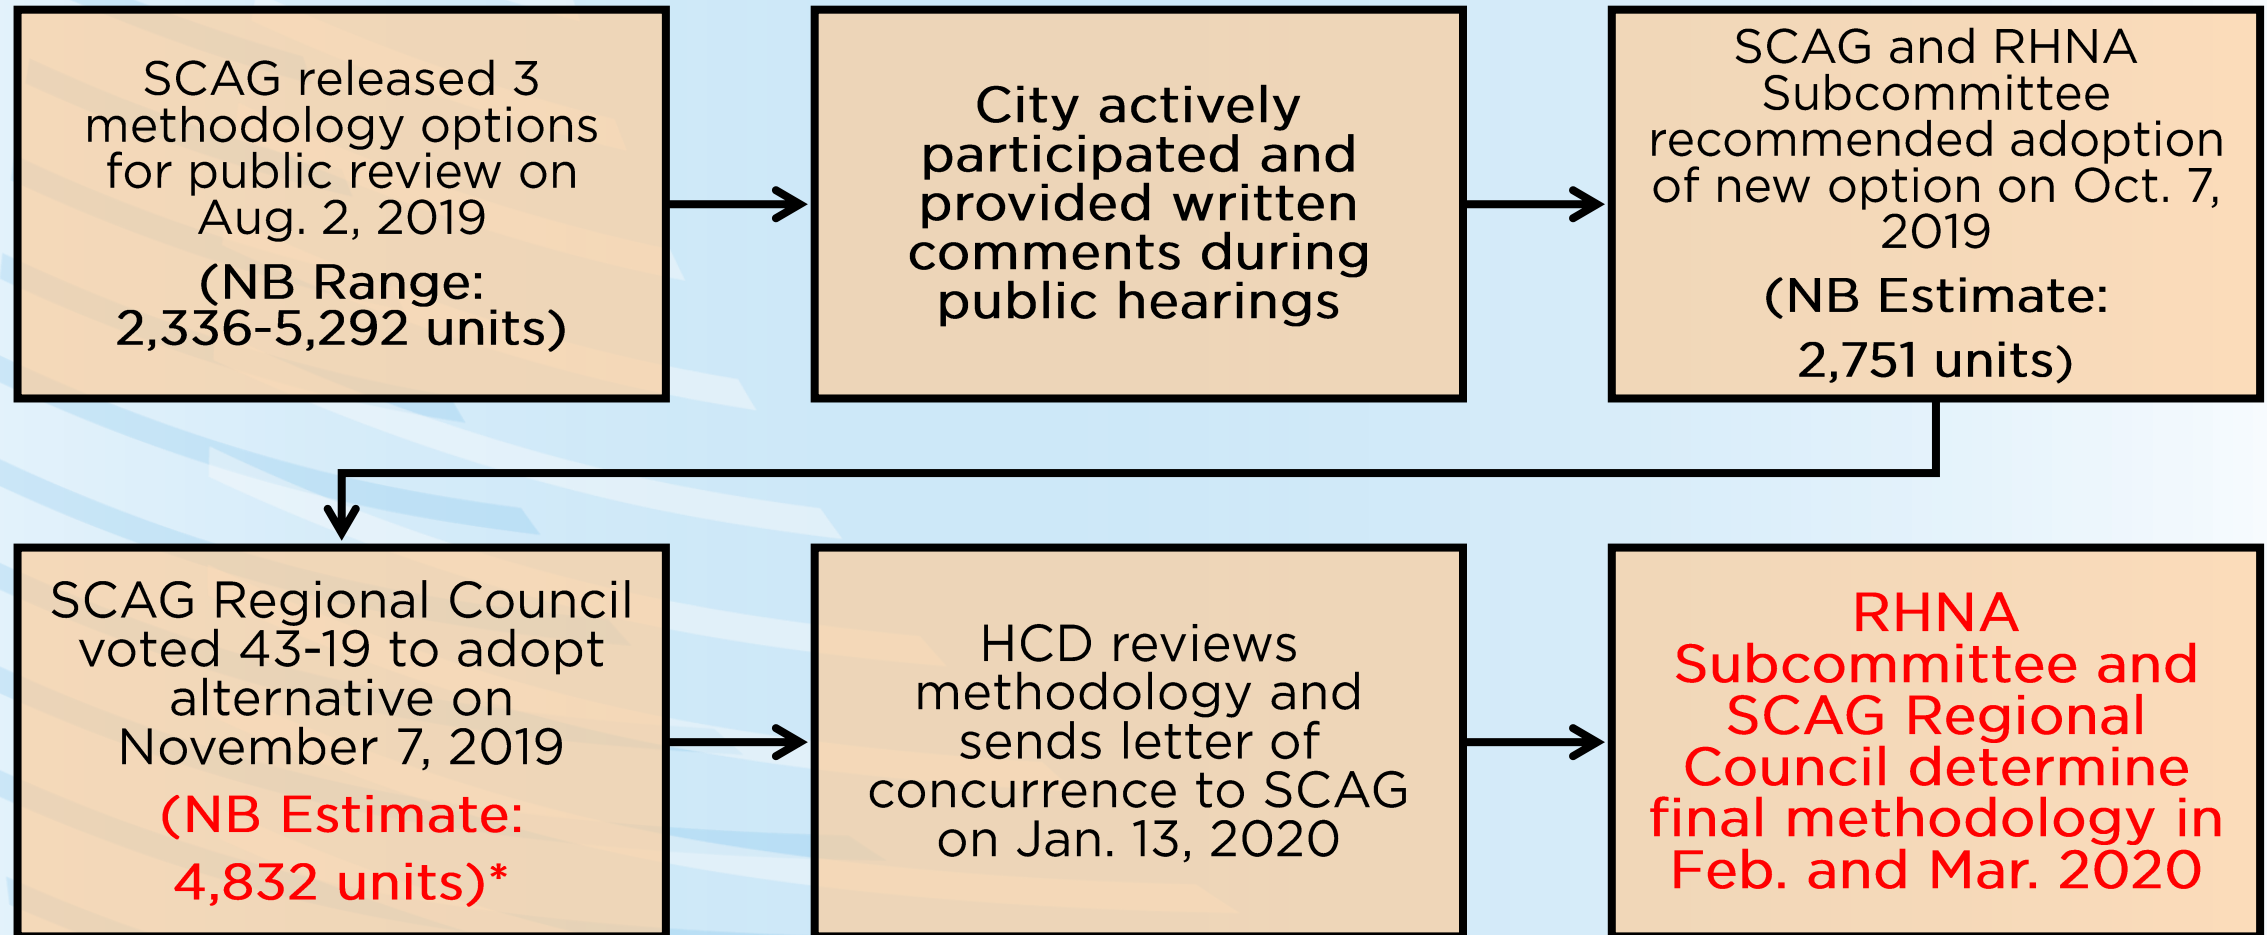 SCAG released 3
methodology options
for public review on
Aug. 2, 2019
(NB Range:
2,336-5,292 units)
City actively
participated and
provided written
comments during
public hearings
SCAG and RHNA
Subcommittee
recommended adoption
of new option on Oct. 7,
2019
(NB Estimate:
2,751 units)
SCAG Regional Council
voted 43-19 to adopt
alternative on
November 7, 2019
(NB Estimate:
4,832 units)*
HCD reviews
methodology and
sends letter of
concurrence to SCAG
on Jan. 13, 2020
RHNA
Subcommittee and
SCAG Regional
Council determine
final methodology in
Feb. and Mar. 2020